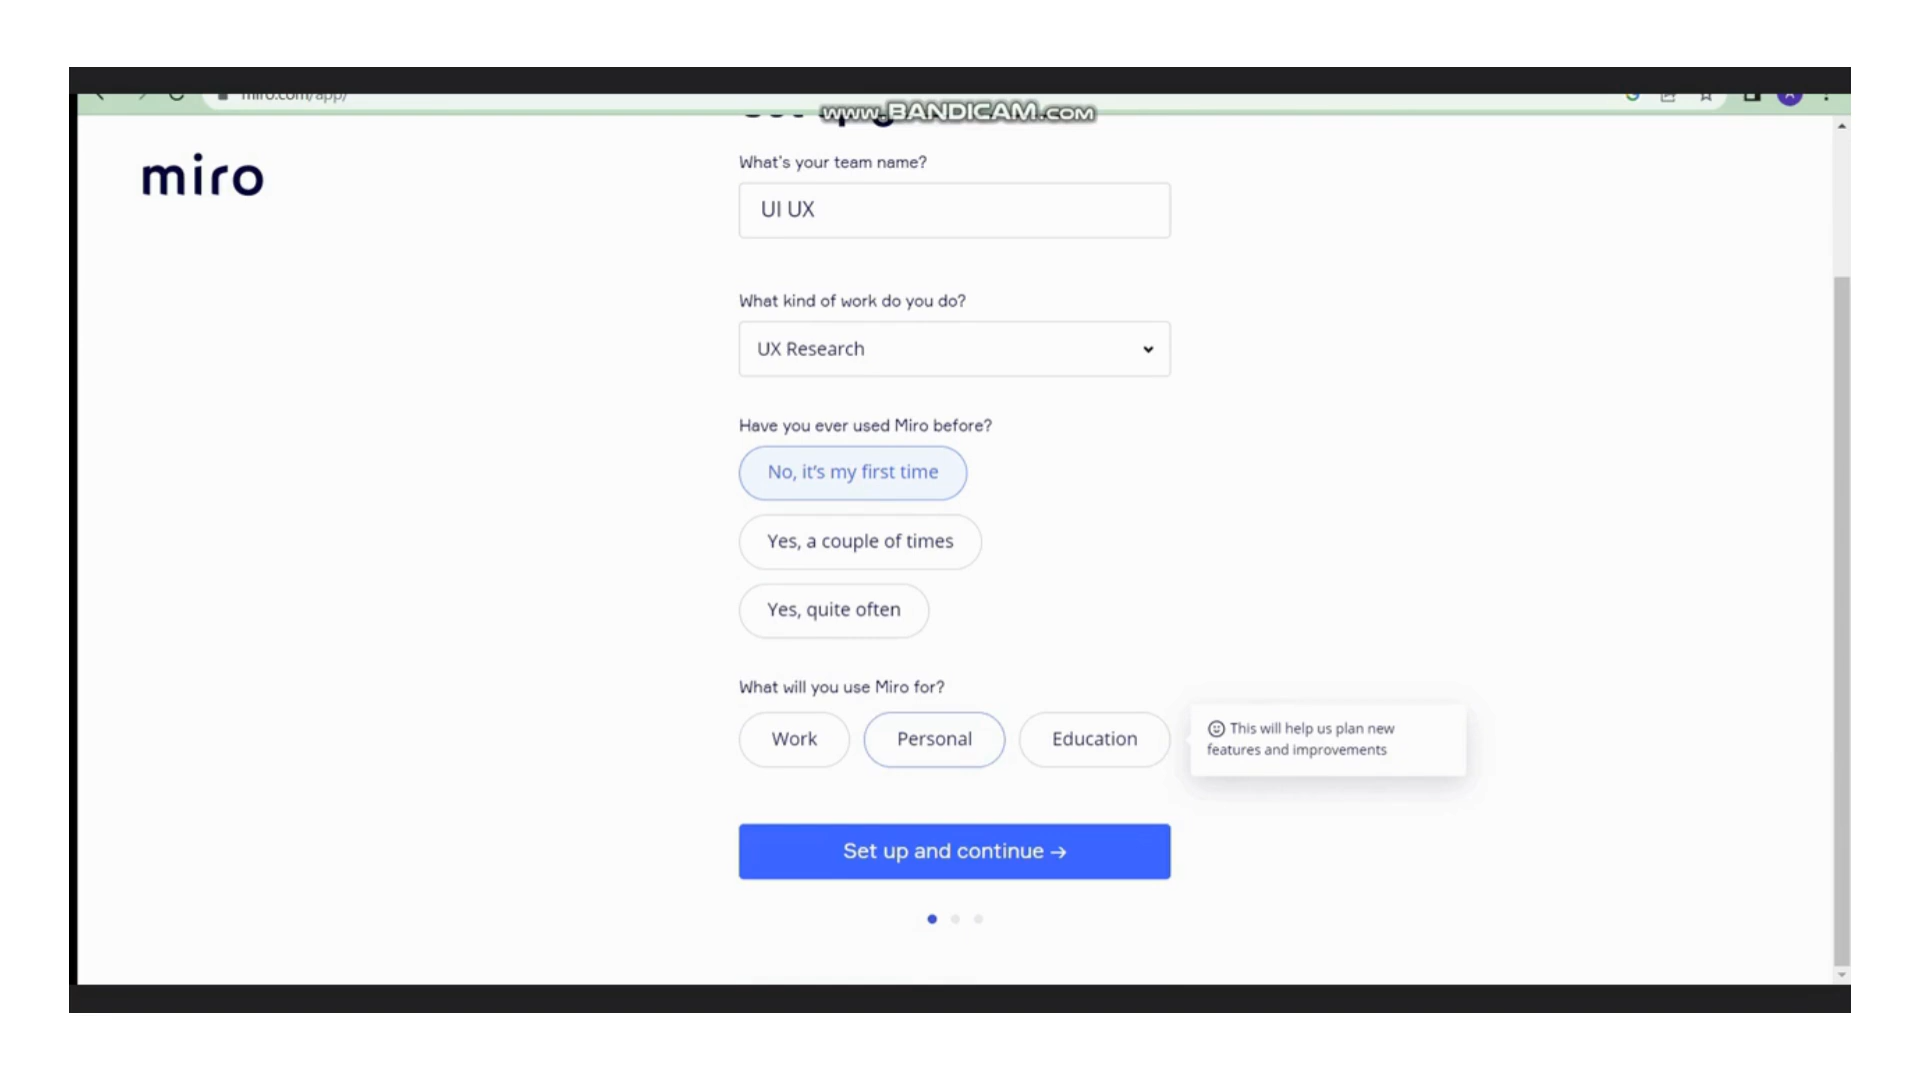 miro.com/app/
www.BANDICAM.com
miro
What's your team name?
UI UX
What kind of work do you do?
UX Research
Have you ever used Miro before?
No, it's my first time
Yes, a couple of times
Yes, quite often
What will you use Miro for?
Work
Personal
Education
This will help us plan new
features and improvements
Set up and continue →